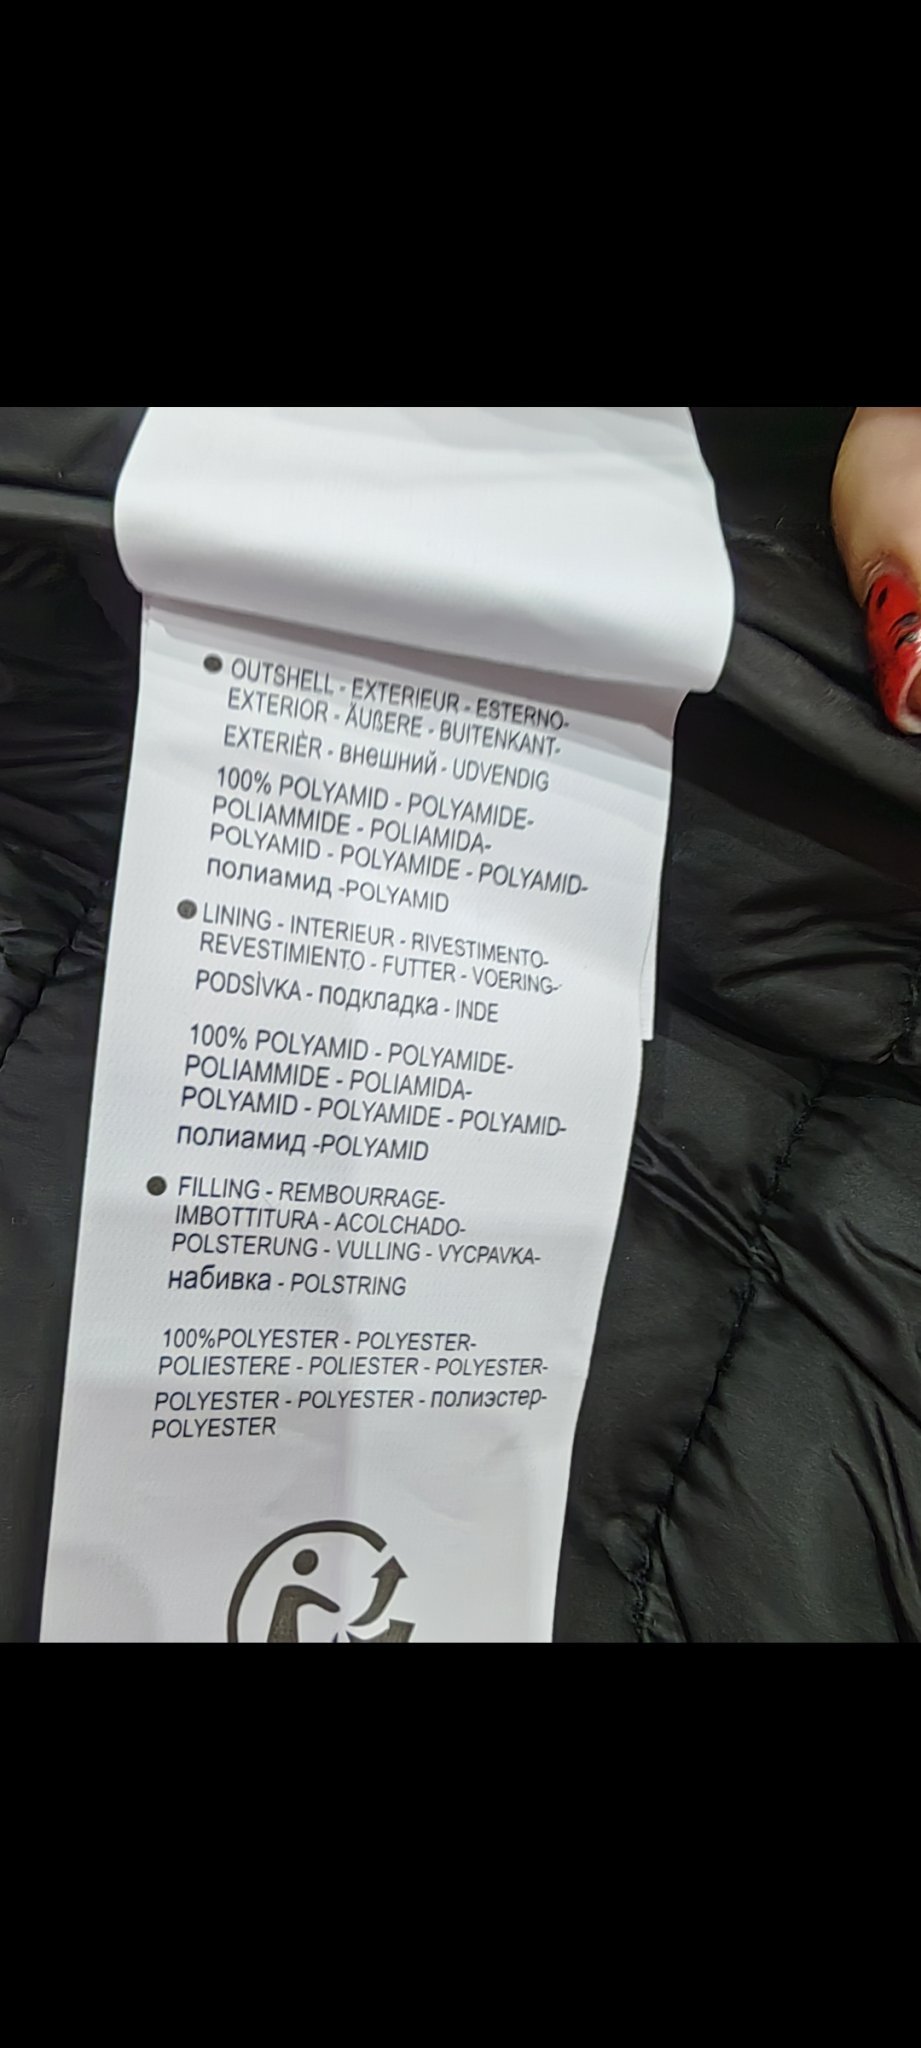 OUTSHELL - EXTERIEUR - ESTERNO-
EXTERIOR - ÄUßERE - BUITENKANT-
EXTERIÈR - внешний - UDVENDIG
100% POLYAMID - POLYAMIDE-
POLIAMMIDE - POLIAMIDA-
POLYAMID - POLYAMIDE - POLYAMID-
полиамид -POLYAMID
LINING - INTERIEUR - RIVESTIMENTO-
REVESTIMIENTO - FUTTER - VOERING-
PODSİVKA - подкладка - INDE
100% POLYAMID - POLYAMIDE-
POLIAMMIDE - POLIAMIDA-
POLYAMID - POLYAMIDE - POLYAMID-
полиамид -POLYAMID
FILLING - REMBOURRAGE-
IMBOTTITURA - ACOLCHADO-
POLSTERUNG - VULLING - VYCPAVKA-
набивка - POLSTRING
100%POLYESTER - POLYESTER-
POLIESTERE - POLIESTER - POLYESTER-
POLYESTER - POLYESTER - полиэстер-
POLYESTER